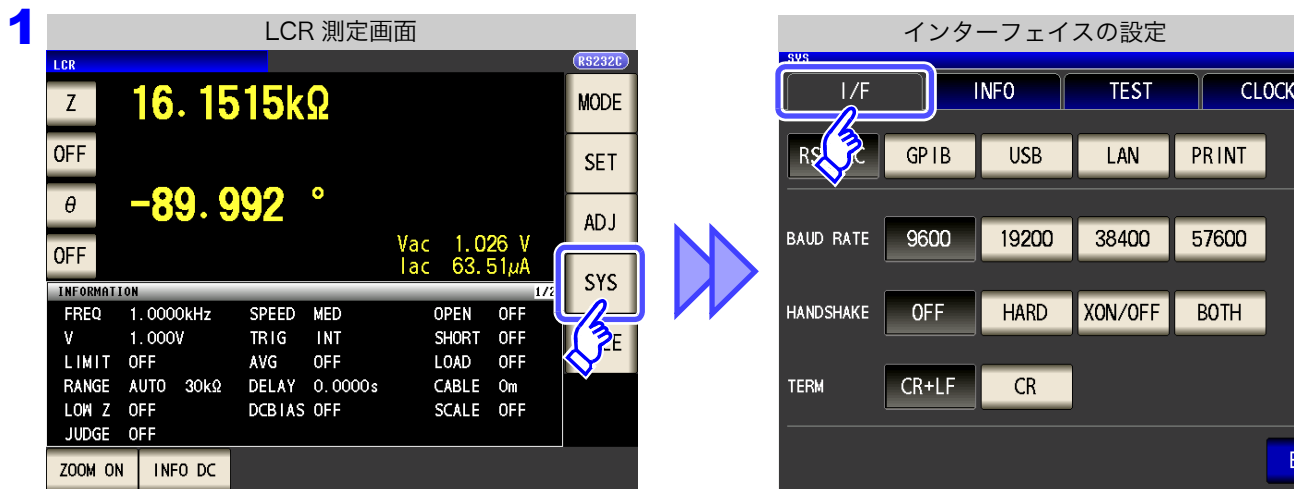 1
LCR 測定画面
LCR
RS232C
Z
16.1515kΩ
MODE
OFF
SET
θ
-89.992 °
ADJ
OFF
Vac 1.026 V
Iac 63.51μA
SYS
INFORMATION
FREQ 1.0000kHz SPEED MED OPEN OFF
V 1.000V TRIG INT SHORT OFF
LIMIT OFF AVG OFF LOAD OFF
RANGE AUTO 30kΩ DELAY 0.0000s CABLE 0m
LOW Z OFF DCBIAS OFF SCALE OFF
JUDGE OFF
ZOOM ON INFO DC
インターフェイスの設定
SYS
I/F INFO TEST CLOCK
GPIB USB LAN PRINT
BAUD RATE 9600 19200 38400 57600
HANDSHAKE OFF HARD XON/OFF BOTH
TERM CR+LF CR